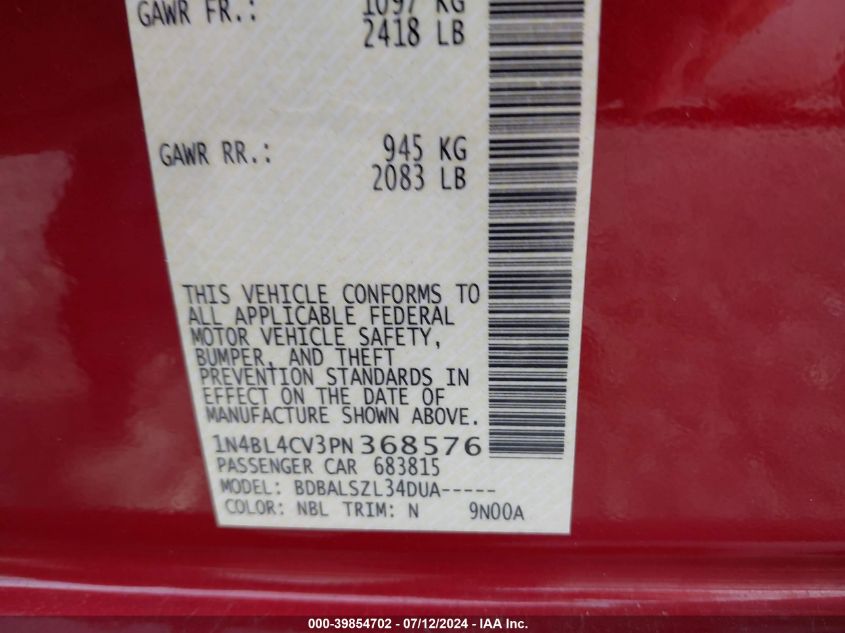 GAWR FR.: 1097 KG
2418 LB
GAWR RR.: 945 KG
2083 LB
THIS VEHICLE CONFORMS TO
ALL APPLICABLE FEDERAL
MOTOR VEHICLE SAFETY,
BUMPER, AND THEFT
PREVENTION STANDARDS IN
EFFECT ON THE DATE OF
MANUFACTURE SHOWN ABOVE.
1N4BL4CV3PN368576
PASSENGER CAR 683815
MODEL: BDBALSZL34DUA-----
COLOR: NBL TRIM: N 9N00A
000-39854702 - 07/12/2024 - IAA Inc.